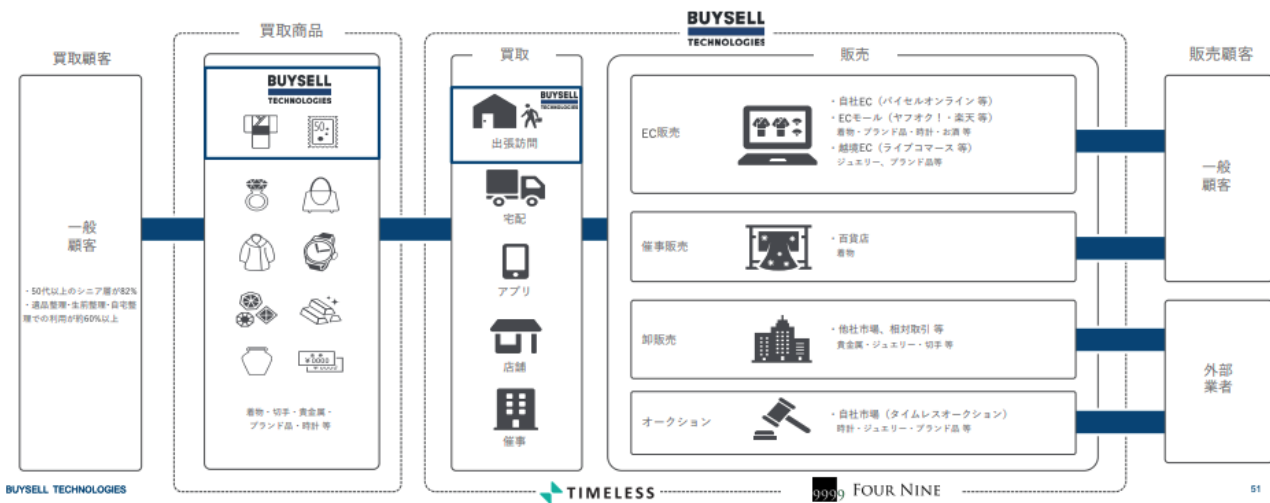 BUYSELL
TECHNOLOGIES
買取顧客
買取商品
買取
販売
販売顧客
一般
顧客
・50代以上のシニア層が82%
・遺品整理・生前整理・自宅整
理での利用が約60%以上
BUYSELL
TECHNOLOGIES
50
¥0000
¥0000
着物・切手・貴金属・
ブランド品・時計 等
BUYSELL
TECHNOLOGIES
出張訪問
宅配
アプリ
店舗
催事
EC販売
・自社EC（バイセルオンライン 等）
・ECモール（ヤフオク！・楽天 等）
着物・ブランド品・時計・お酒 等
・越境EC（ライブコマース 等）
ジュエリー、ブランド品等
催事販売
・百貨店
着物
卸販売
・他社市場、相対取引 等
貴金属・ジュエリー・切手 等
オークション
・自社市場（タイムレスオークション）
時計・ジュエリー・ブランド品 等
一般
顧客
外部
業者
BUYSELL TECHNOLOGIES
TIMELESS
9999 FOUR NINE
51